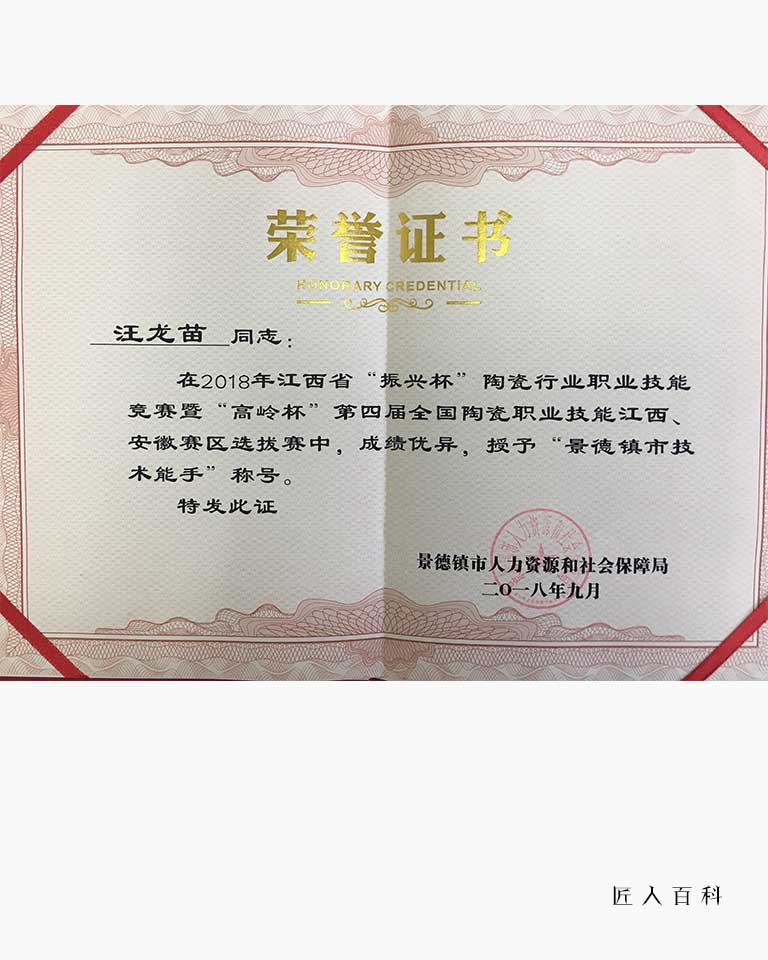 荣誉证书
HONORARY CREDENTIAL
汪龙苗 同志：
在2018年江西省“振兴杯”陶瓷行业职业技能
竞赛暨“高岭杯”第四届全国陶瓷职业技能江西、
安徽赛区选拔赛中，成绩优异，授予“景德镇市技
术能手”称号。
特发此证
景德镇市人力资源和社会保障局
二〇一八年九月
匠人百科